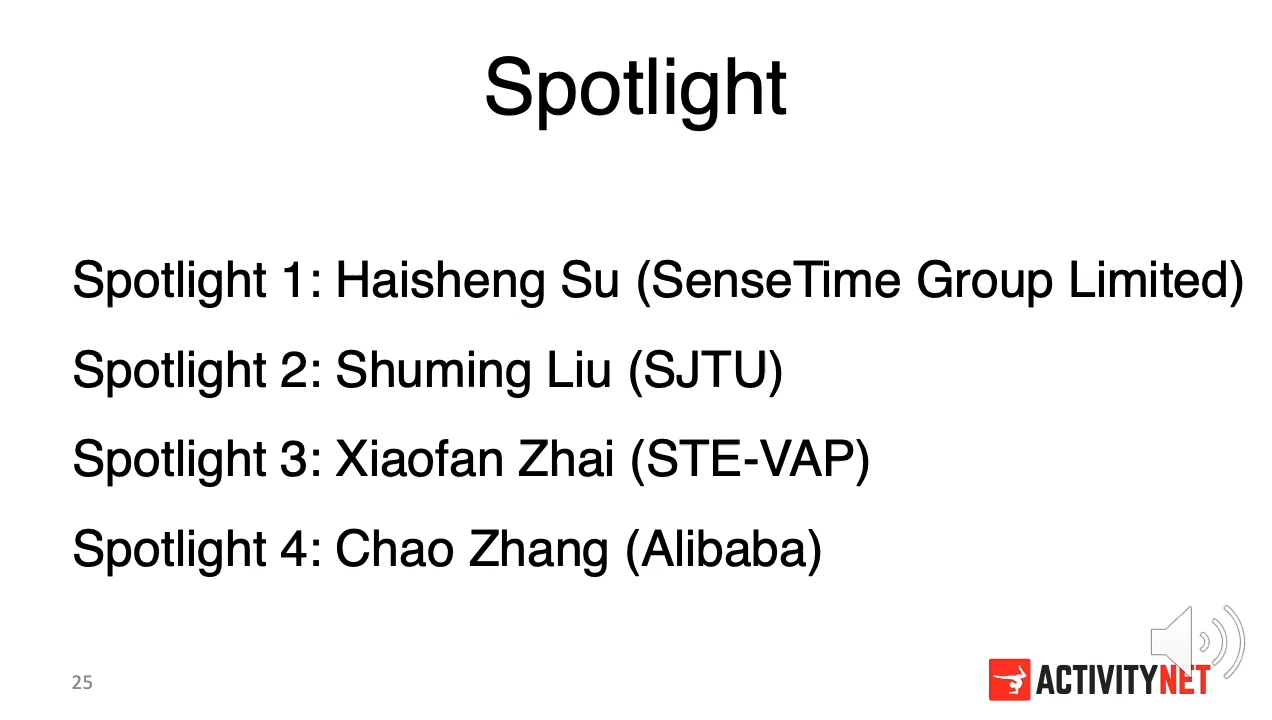 Spotlight
Spotlight 1: Haisheng Su (SenseTime Group Limited)
Spotlight 2: Shuming Liu (SJTU)
Spotlight 3: Xiaofan Zhai (STE-VAP)
Spotlight 4: Chao Zhang (Alibaba)
25
ACTIVITYNET